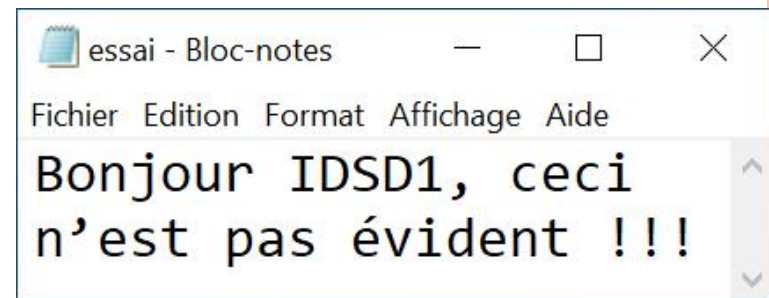 essai - Bloc-notes
Fichier Edition Format Affichage Aide
Bonjour IDSD1, ceci
n’est pas évident !!!